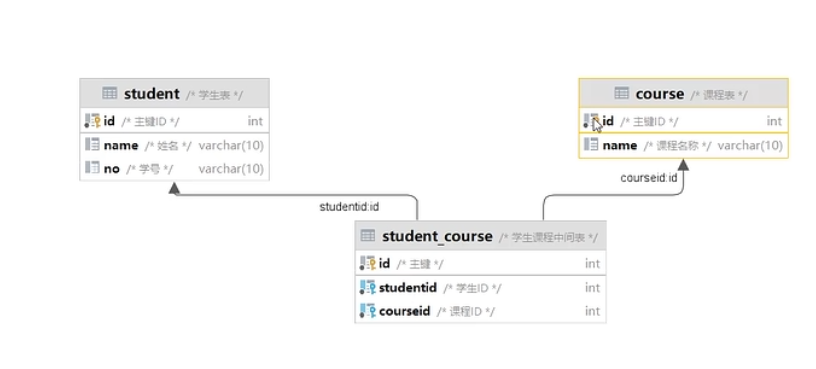 student /* 学生表 */
id /* 主键ID */ int
name /* 姓名 */ varchar(10)
no /* 学号 */ varchar(10)
course /* 课程表 */
id /* 主键ID */ int
name /* 课程名称 */ varchar(10)
studentid:id
courseid:id
student_course /* 学生课程中间表 */
id /* 主键 */ int
studentid /* 学生ID */ int
courseid /* 课程ID */ int